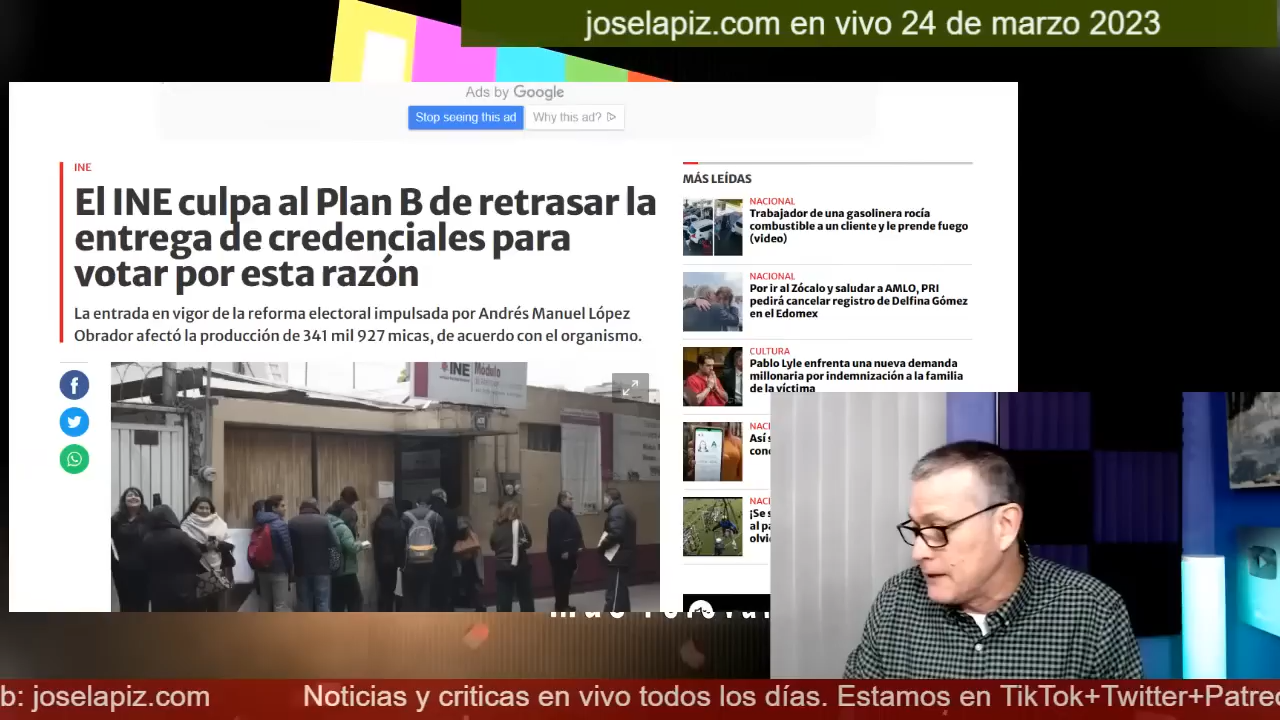 joselapiz.com en vivo 24 de marzo 2023
Ads by Google
Stop seeing this ad
Why this ad?
INE
El INE culpa al Plan B de retrasar la
entrega de credenciales para
votar por esta razón
La entrada en vigor de la reforma electoral impulsada por Andrés Manuel López
Obrador afectó la producción de 341 mil 927 micas, de acuerdo con el organismo.
INE Módulo
MÁS LEÍDAS
NACIONAL
Trabajador de una gasolinera rocía
combustible a un cliente y le prende fuego
(video)
NACIONAL
Por ir al Zócalo y saludar a AMLO, PRI
pedirá cancelar registro de Delfina Gómez
en el Edomex
CULTURA
Pablo Lyle enfrenta una nueva demanda
millonaria por indemnización a la familia
de la víctima
b: joselapiz.com
Noticias y criticas en vivo todos los días. Estamos en TikTok+Twitter+Patre